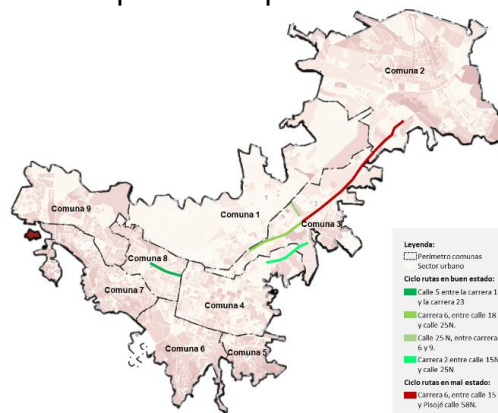 Comuna 2
Comuna 9
Comuna 1
Comuna 3
Comuna 8
Comuna 7
Comuna 4
Comuna 6
Comuna 5
Leyenda:
Perímetro comunas
Sector urbano
Ciclo rutas en buen estado:
Calle 5 entre la carrera 1
y la carrera 23
Carrera 6, entre calle 18
y calle 25N.
Calle 25 N, entre carrera
6 y 9.
Carrera 2 entre calle 15N
y calle 25N
Ciclo rutas en mal estado:
Carrera 6, entre calle 15
y Pisojé calle 58N.